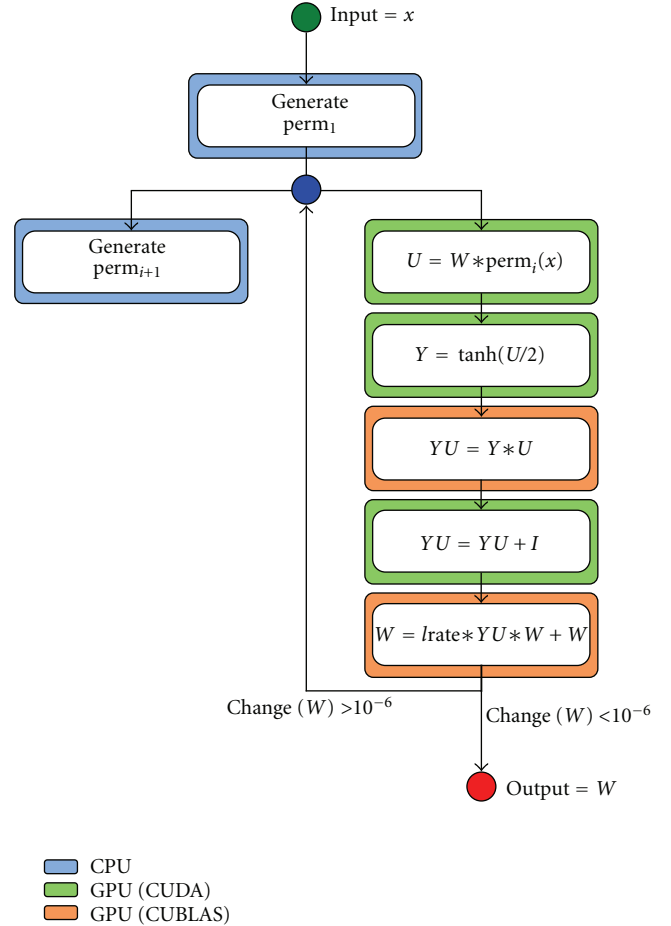 Input = x
Generate
perm₁
Generate
permᵢ₊₁
U = W∗permᵢ(x)
Y = tanh(U/2)
YU = Y∗U
YU = YU + I
W = lrate∗YU∗W + W
Change (W) >10⁻⁶
Change (W) <10⁻⁶
Output = W
CPU
GPU (CUDA)
GPU (CUBLAS)